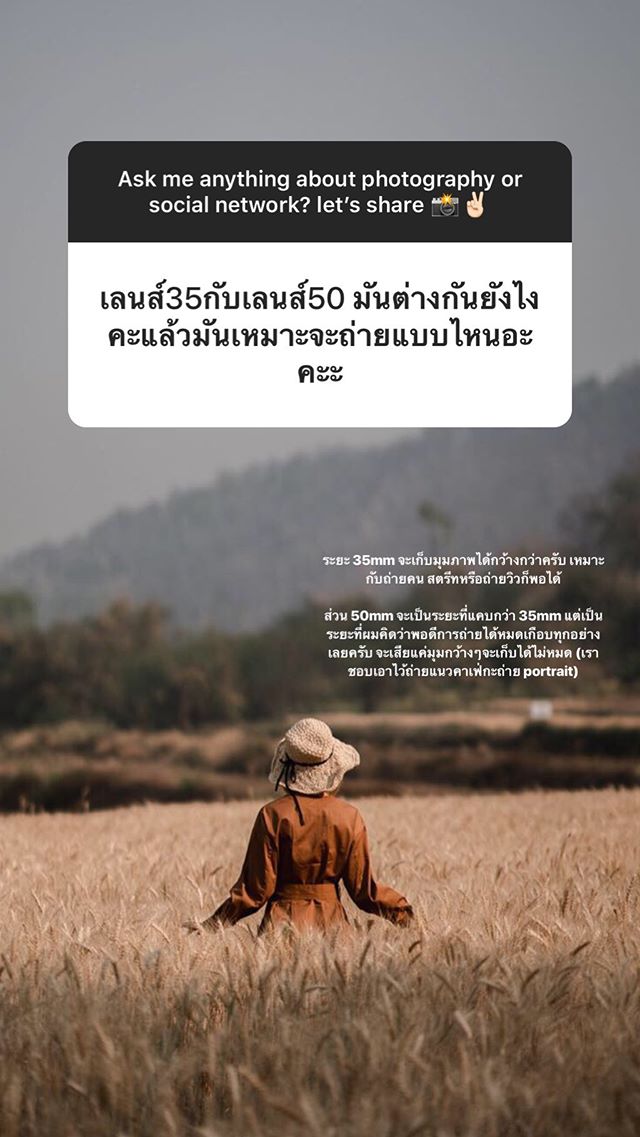 Ask me anything about photography or
social network? let's share 📸✌🏻
เลนส์35กับเลนส์50 มันต่างกันยังไง
คะแล้วมันเหมาะจะถ่ายแบบไหนอะ
คะะ
ระยะ 35mm จะเก็บมุมภาพได้กว้างกว่าครับ เหมาะ
กับถ่ายคน สตรีทหรือถ่ายวิวก็พอได้
ส่วน 50mm จะเป็นระยะที่แคบกว่า 35mm แต่เป็น
ระยะที่ผมคิดว่าพอดีการถ่ายได้หมดเกือบทุกอย่าง
เลยครับ จะเสียแค่มุมกว้างๆจะเก็บได้ไม่หมด (เรา
ชอบเอาไว้ถ่ายแนวคาเฟ่กะถ่าย portrait)